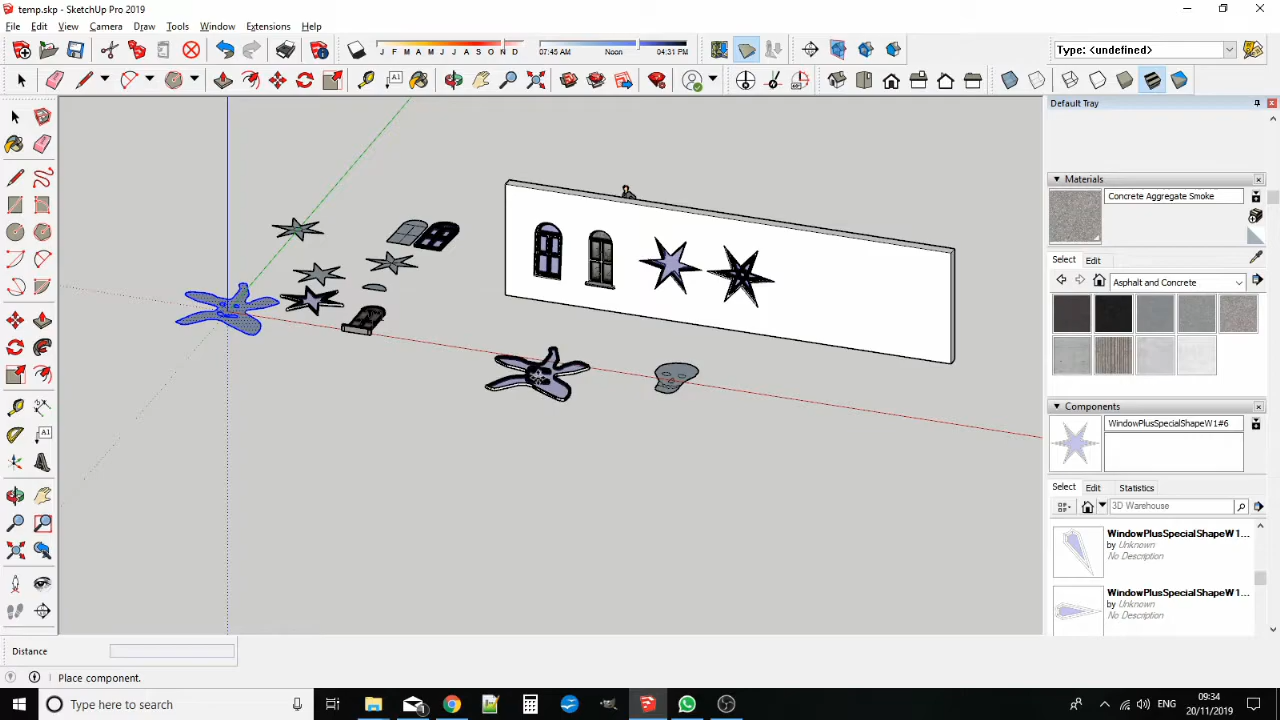 temp.skp - SketchUp Pro 2019
File Edit View Camera Draw Tools Window Extensions Help
J F M A M J J A S O N D
07:45 AM Noon 04:31 PM
Type: <undefined>
A1
Default Tray
Materials
Concrete Aggregate Smoke
Select Edit
Asphalt and Concrete
Components
WindowPlusSpecialShapeW1#6
Select Edit Statistics
3D Warehouse
WindowPlusSpecialShapeW1...
by Unknown
No Description
WindowPlusSpecialShapeW1...
by Unknown
No Description
A1
Distance
Place component.
Type here to search
ENG
09:34
20/11/2019